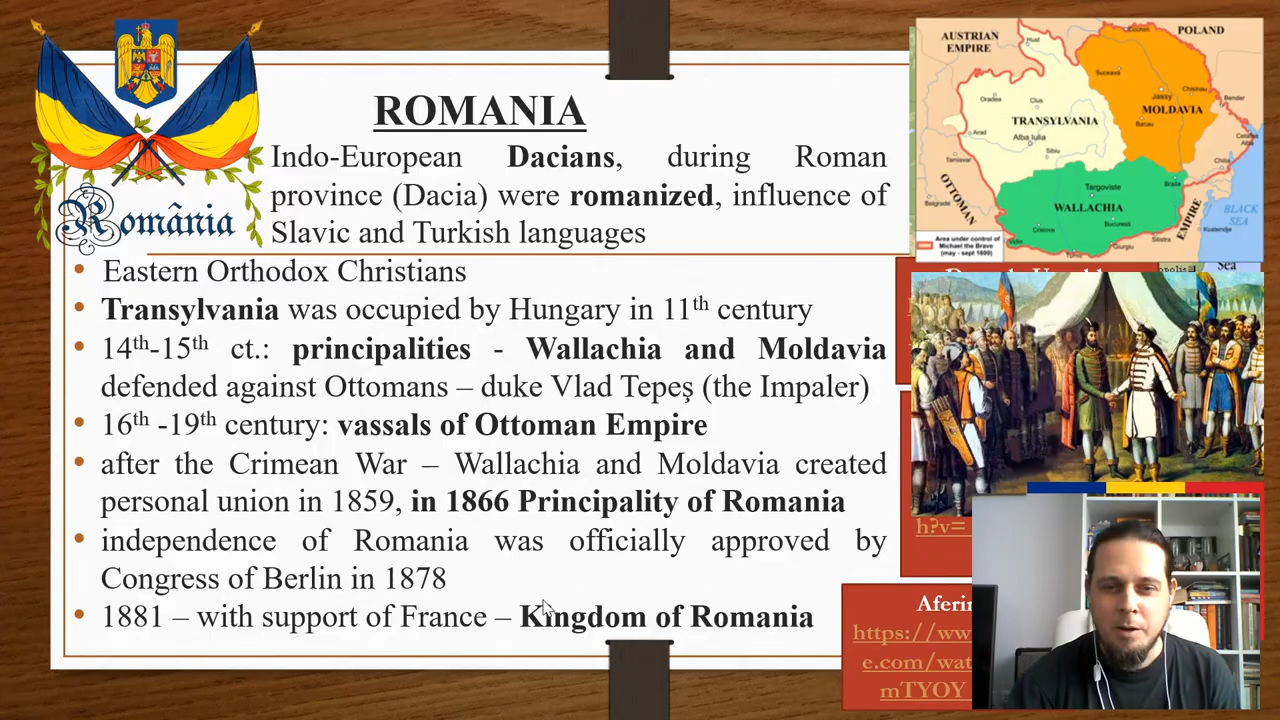 ROMANIA
România
Indo-European Dacians, during Roman
province (Dacia) were romanized, influence of
Slavic and Turkish languages
• Eastern Orthodox Christians
• Transylvania was occupied by Hungary in 11th century
• 14th-15th ct.: principalities - Wallachia and Moldavia
defended against Ottomans – duke Vlad Tepeş (the Impaler)
• 16th -19th century: vassals of Ottoman Empire
• after the Crimean War – Wallachia and Moldavia created
personal union in 1859, in 1866 Principality of Romania
• independence of Romania was officially approved by
Congress of Berlin in 1878
• 1881 – with support of France – Kingdom of Romania
AUSTRIAN
EMPIRE
POLAND
Hust
Suceava
Oradea
Cluj
Jassy
Chisinau
Bender
MOLDAVIA
TRANSYLVANIA
Bacau
Arad
Alba Iulia
Sibiu
Chilia
Braila
Targoviste
OTTOMAN
WALLACHIA
EMPIRE
Belgrade
Bucuresti
BLACK
SEA
Craiova
Silistra
Giurgiu
Vidin
Area under control of
Michael the Brave
(may - sept 1600)
Sea
h?v=
Aferi
https://ww
e.com/wat
mTYOY